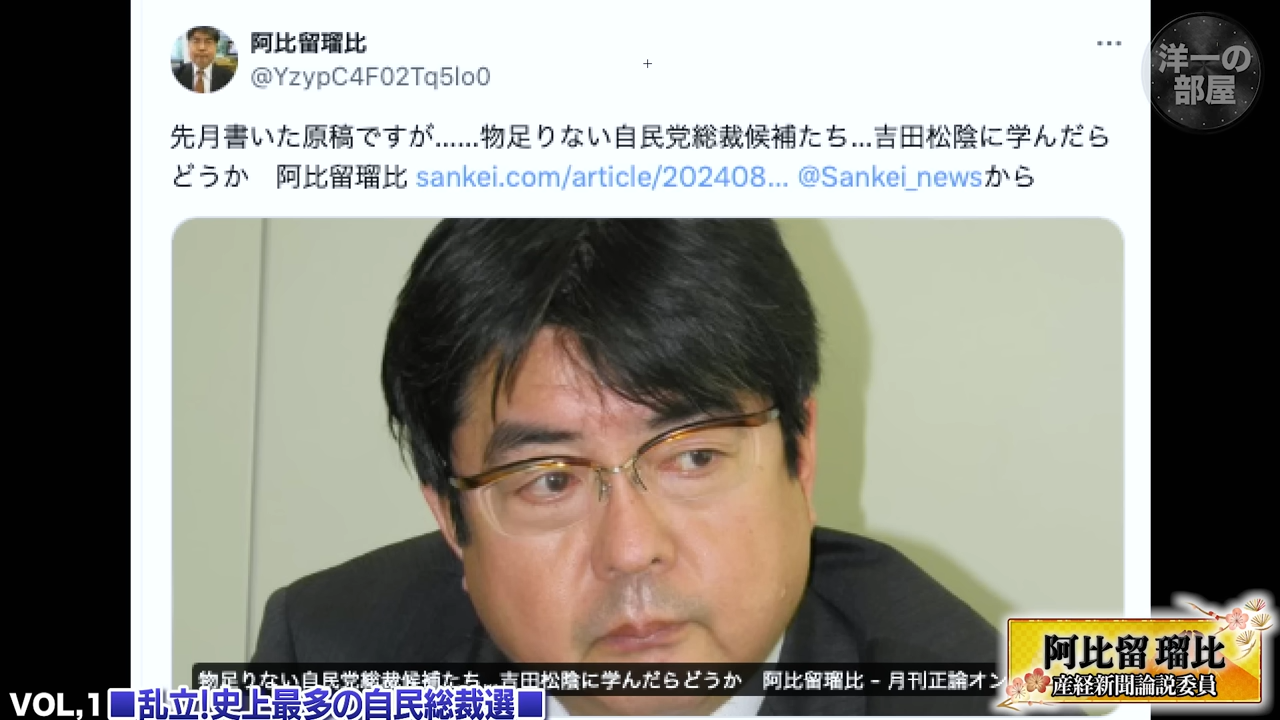 阿比留瑠比
@YzypC4F02Tq5lo0
洋一の
部屋
先月書いた原稿ですが……物足りない自民党総裁候補たち…吉田松陰に学んだら
どうか　阿比留瑠比 sankei.com/article/202408… @Sankei_newsから
物足りない自民党総裁候補たち…吉田松陰に学んだらどうか　阿比留瑠比 - 月刊正論オン
阿比留 瑠比
産経新聞論説委員
VOL,1 ■乱立!史上最多の自民総裁選■